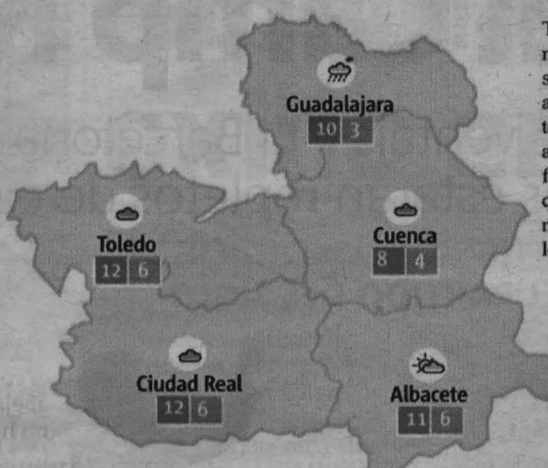 Guadalajara
10 3
Toledo
12 6
Cuenca
8 4
Ciudad Real
12 6
Albacete
11 6